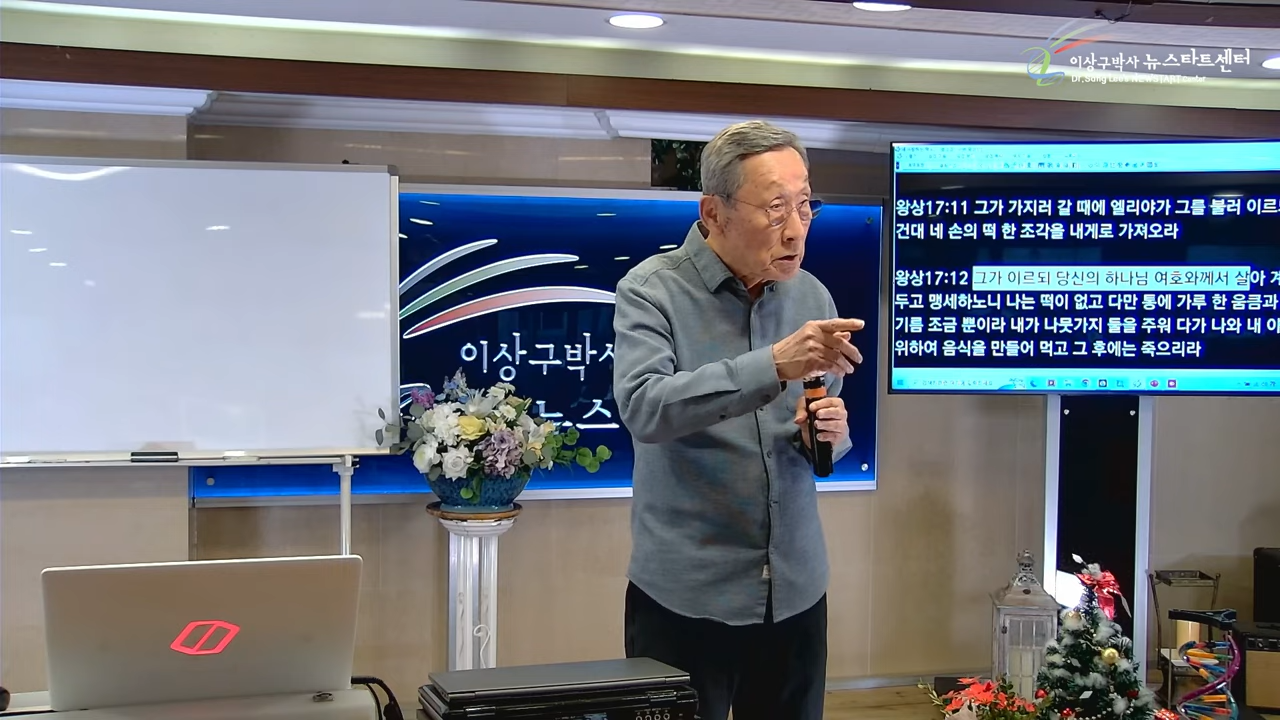 이상구박사 뉴스타트센터
Dr. Sang Lee's NEWSTART Center
왕상17:11 그가 가지러 갈 때에 엘리야가 그를 불러 이르되
건대 네 손의 떡 한 조각을 내게로 가져오라
왕상17:12 그가 이르되 당신의 하나님 여호와께서 살아 계
두고 맹세하노니 나는 떡이 없고 다만 통에 가루 한 움큼과
기름 조금 뿐이라 내가 나뭇가지 둘을 주워 다가 나와 내 아
위하여 음식을 만들어 먹고 그 후에는 죽으리라
이상구박사
뉴스